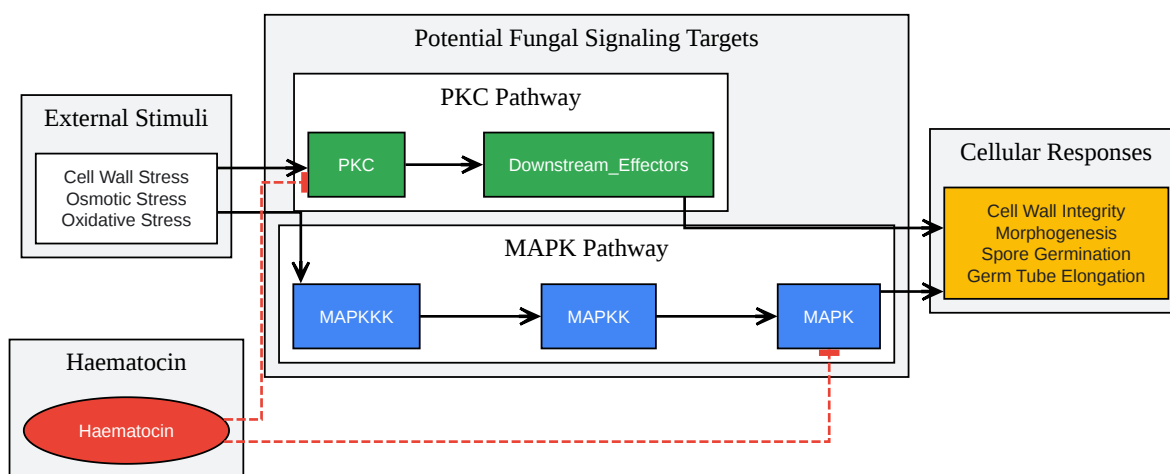 Potential Fungal Signaling Targets
PKC Pathway
External Stimuli
Cell Wall Stress
Osmotic Stress
Oxidative Stress
PKC
Downstream_Effectors
Cellular Responses
Cell Wall Integrity
Morphogenesis
Spore Germination
Germ Tube Elongation
MAPK Pathway
MAPKKK
MAPKK
MAPK
Haematocin
Haematocin